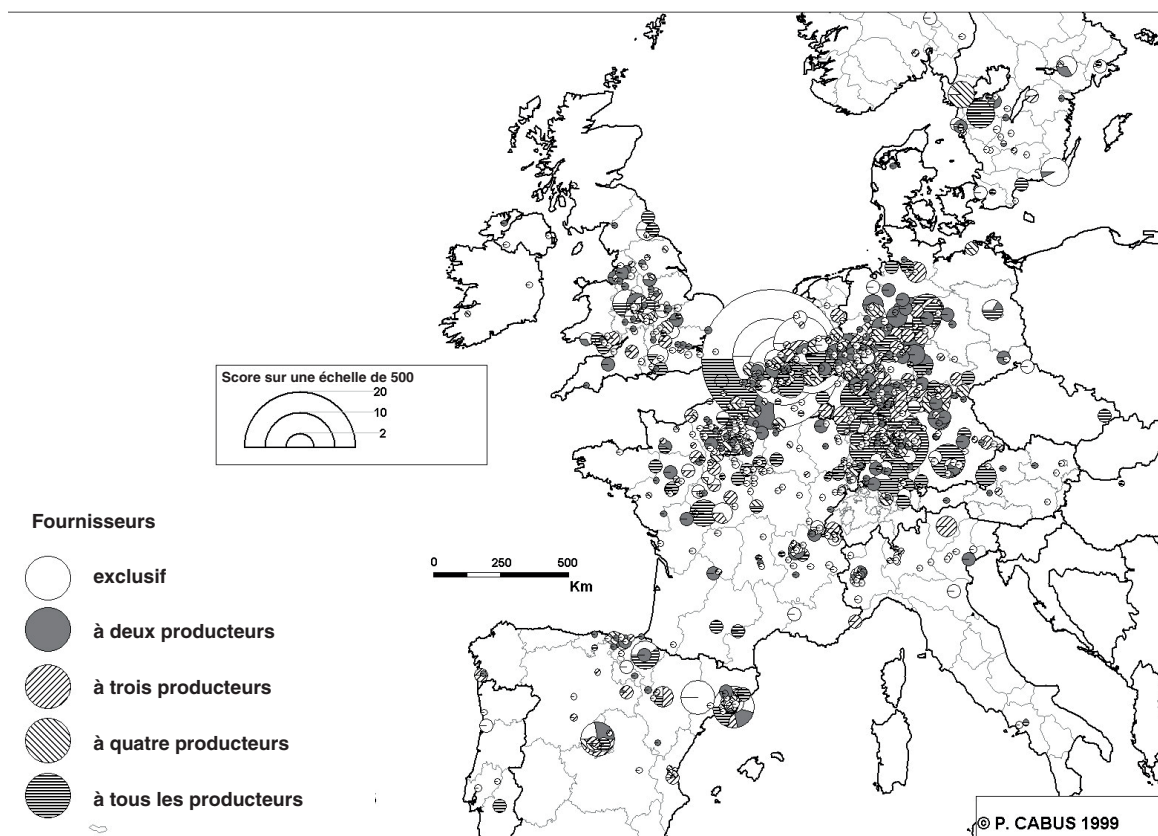 Score sur une échelle de 500
20
10
2
Fournisseurs
exclusif
à deux producteurs
à trois producteurs
à quatre producteurs
à tous les producteurs
0 250 500
Km
© P. CABUS 1999